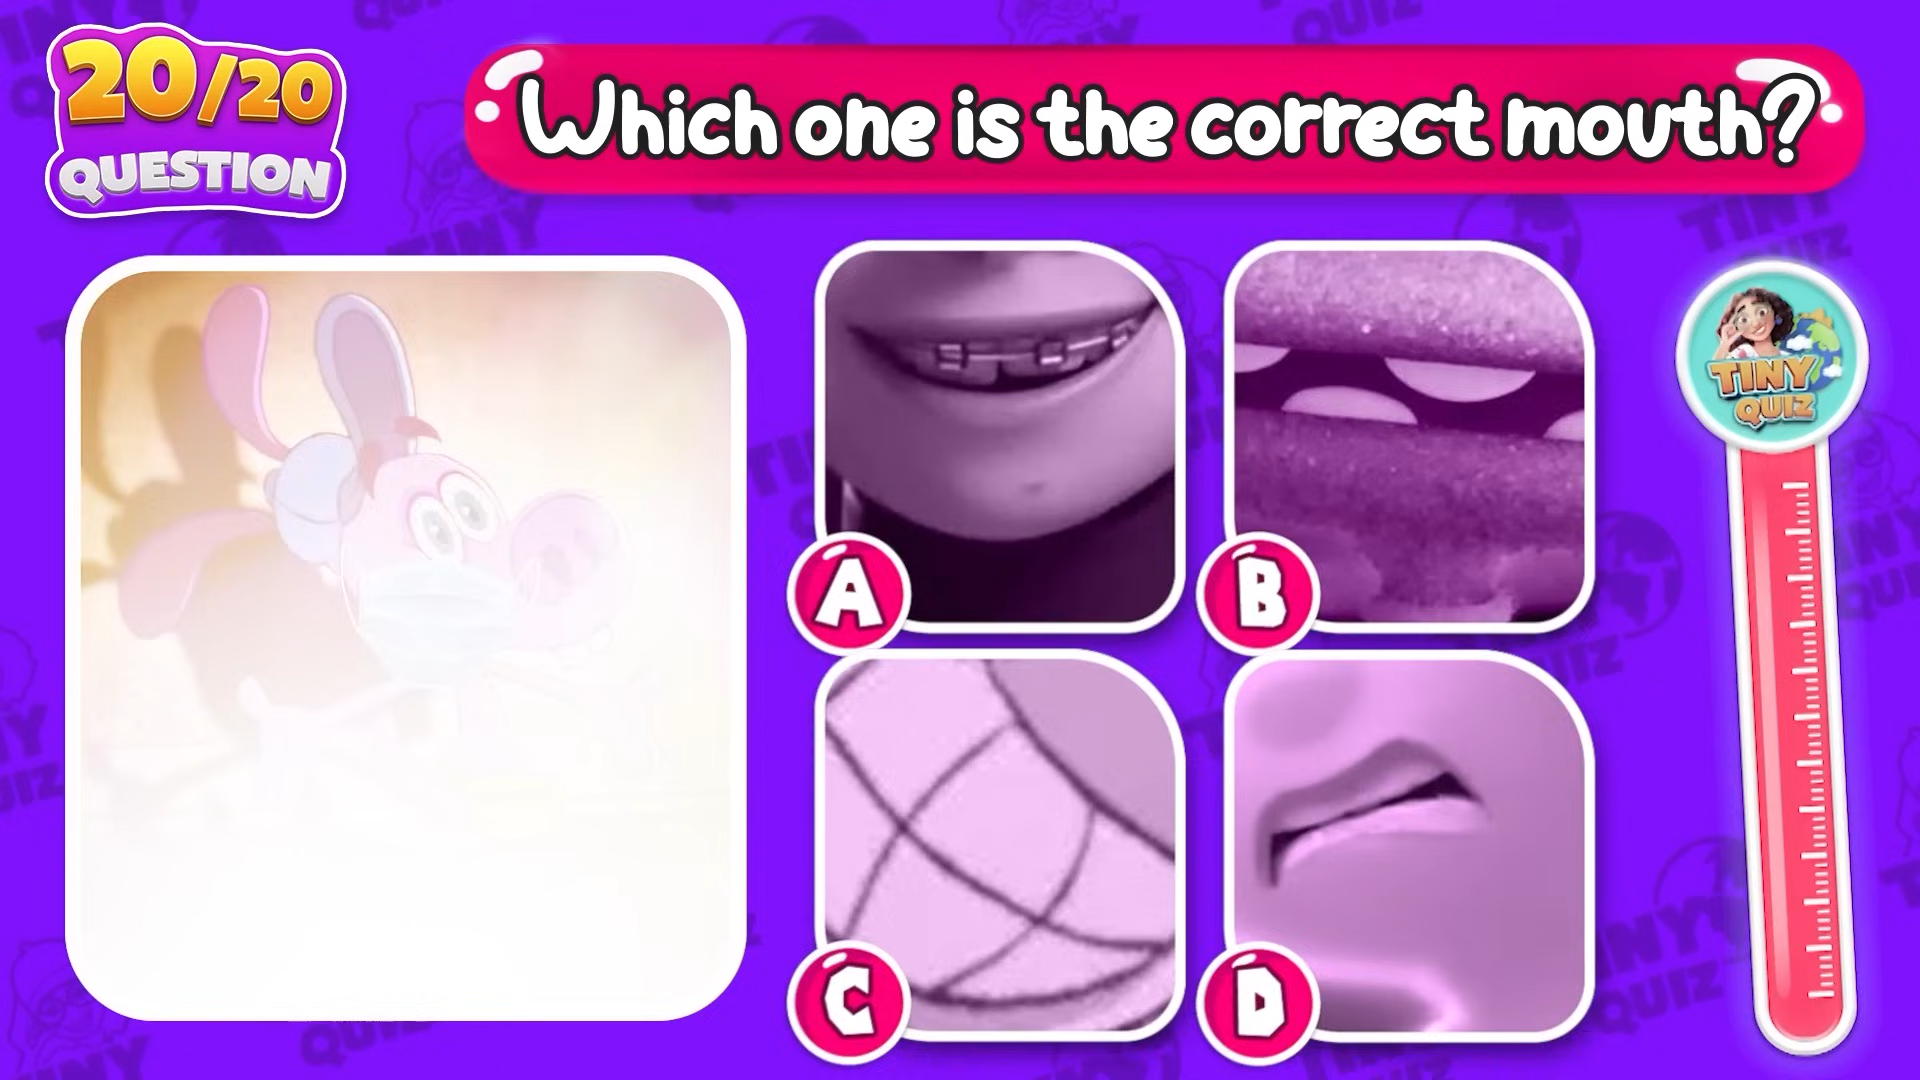 20/20
QUESTION
Which one is the correct mouth?
TINY
QUIZ
A
B
C
D